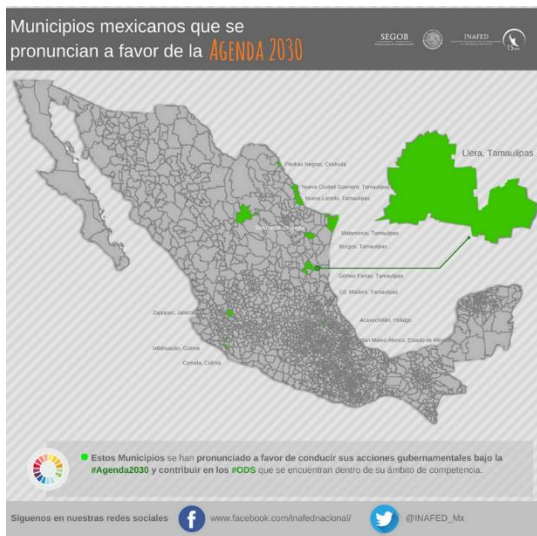 Municipios mexicanos que se
pronuncian a favor de la AGENDA 2030
SEGOB
INAFED
Llera, Tamaulipas
Piedras Negras, Coahuila
Nueva Ciudad Guerrero, Tamaulipas
Nuevo Laredo, Tamaulipas
Matamoros, Tamaulipas
Burgos, Tamaulipas
Gómez Farías, Tamaulipas
Cd. Madero, Tamaulipas
Zapopan, Jalisco
Acaxochitlán, Hidalgo
San Mateo Atenco, Estado de México
Ixtlahuacán, Colima
Comala, Colima
Estos Municipios se han pronunciado a favor de conducir sus acciones gubernamentales bajo la
#Agenda2030 y contribuir en los #ODS que se encuentran dentro de su ámbito de competencia.
Síguenos en nuestras redes sociales
www.facebook.com/inafednacional/
@INAFED_Mx